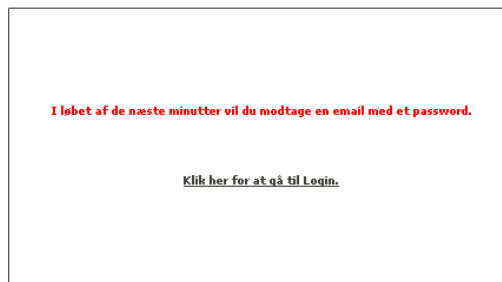 I løbet af de næste minutter vil du modtage en email med et password.
Klik her for at gå til Login.